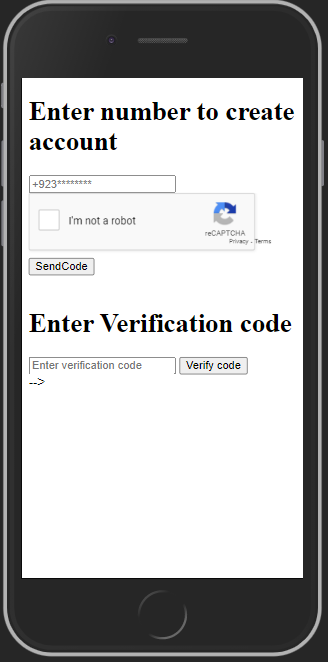 Enter number to create
account
+923********
I'm not a robot
reCAPTCHA
Privacy - Terms
SendCode
Enter Verification code
Enter verification code Verify code
-->